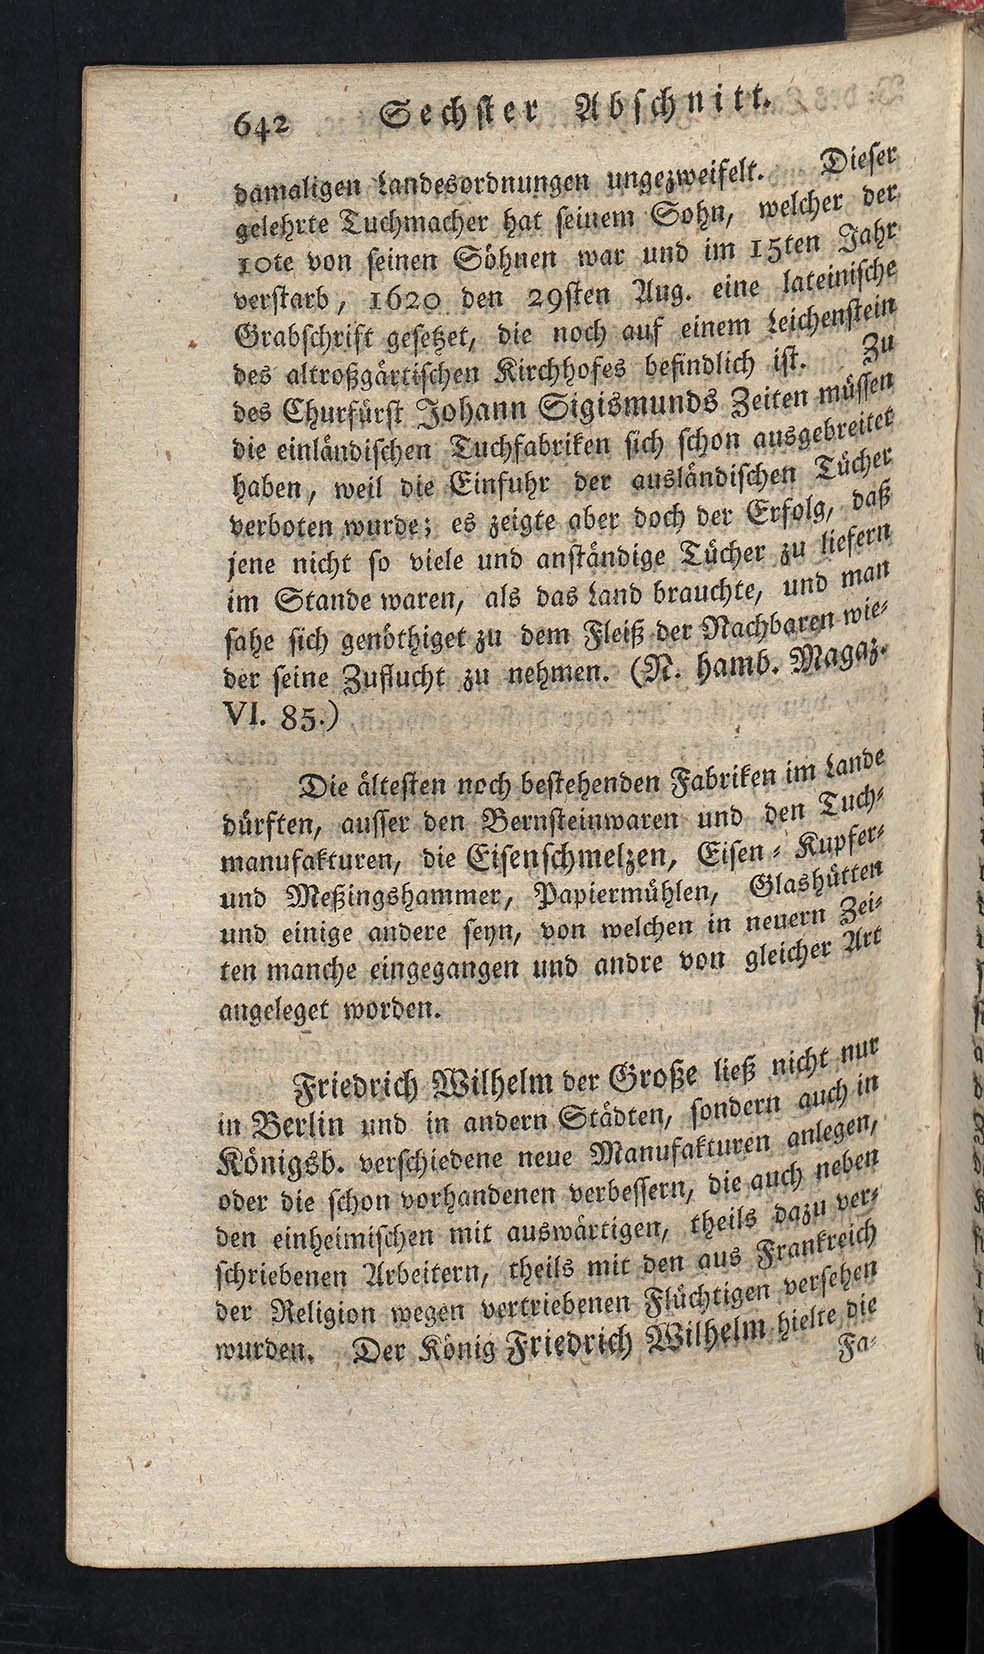 642 Sechster Abschnitt.
damaligen Landesordnungen ungezweifelt. Dieser
gelehrte Tuchmacher hat seinem Sohn, welcher der
10te von seinen Söhnen war und im 15ten Jahr
verstarb, 1620 den 29sten Aug. eine lateinische
Grabschrift gesetzet, die noch auf einem Leichenstein
des altroßgärtischen Kirchhofes befindlich ist. Zu
des Churfürst Johann Sigismunds Zeiten müssen
die einländischen Tuchfabriken sich schon ausgebreitet
haben, weil die Einfuhr der ausländischen Tücher
verboten wurde; es zeigte aber doch der Erfolg, daß
jene nicht so viele und anständige Tücher zu liefern
im Stande waren, als das Land brauchte, und man
sahe sich genöthiget zu dem Fleiß der Nachbaren wie-
der seine Zuflucht zu nehmen. (N. hamb. Magaz.
VI. 85.)
Die ältesten noch bestehenden Fabriken im Lande
dürften, ausser den Bernsteinwaren und den Tuch-
manufakturen, die Eisenschmelzen, Eisen- Kupfer-
und Meßingshammer, Papiermühlen, Glashütten
und einige andere seyn, von welchen in neuern Zei-
ten manche eingegangen und andre von gleicher Art
angeleget worden.
Friedrich Wilhelm der Große ließ nicht nur
in Berlin und in andern Städten, sondern auch in
Königsb. verschiedene neue Manufakturen anlegen,
oder die schon vorhandenen verbessern, die auch neben
den einheimischen mit auswärtigen, theils dazu ver-
schriebenen Arbeitern, theils mit den aus Frankreich
der Religion wegen vertriebenen Flüchtigen versehen
wurden. Der König Friedrich Wilhelm hielte die
Fa-